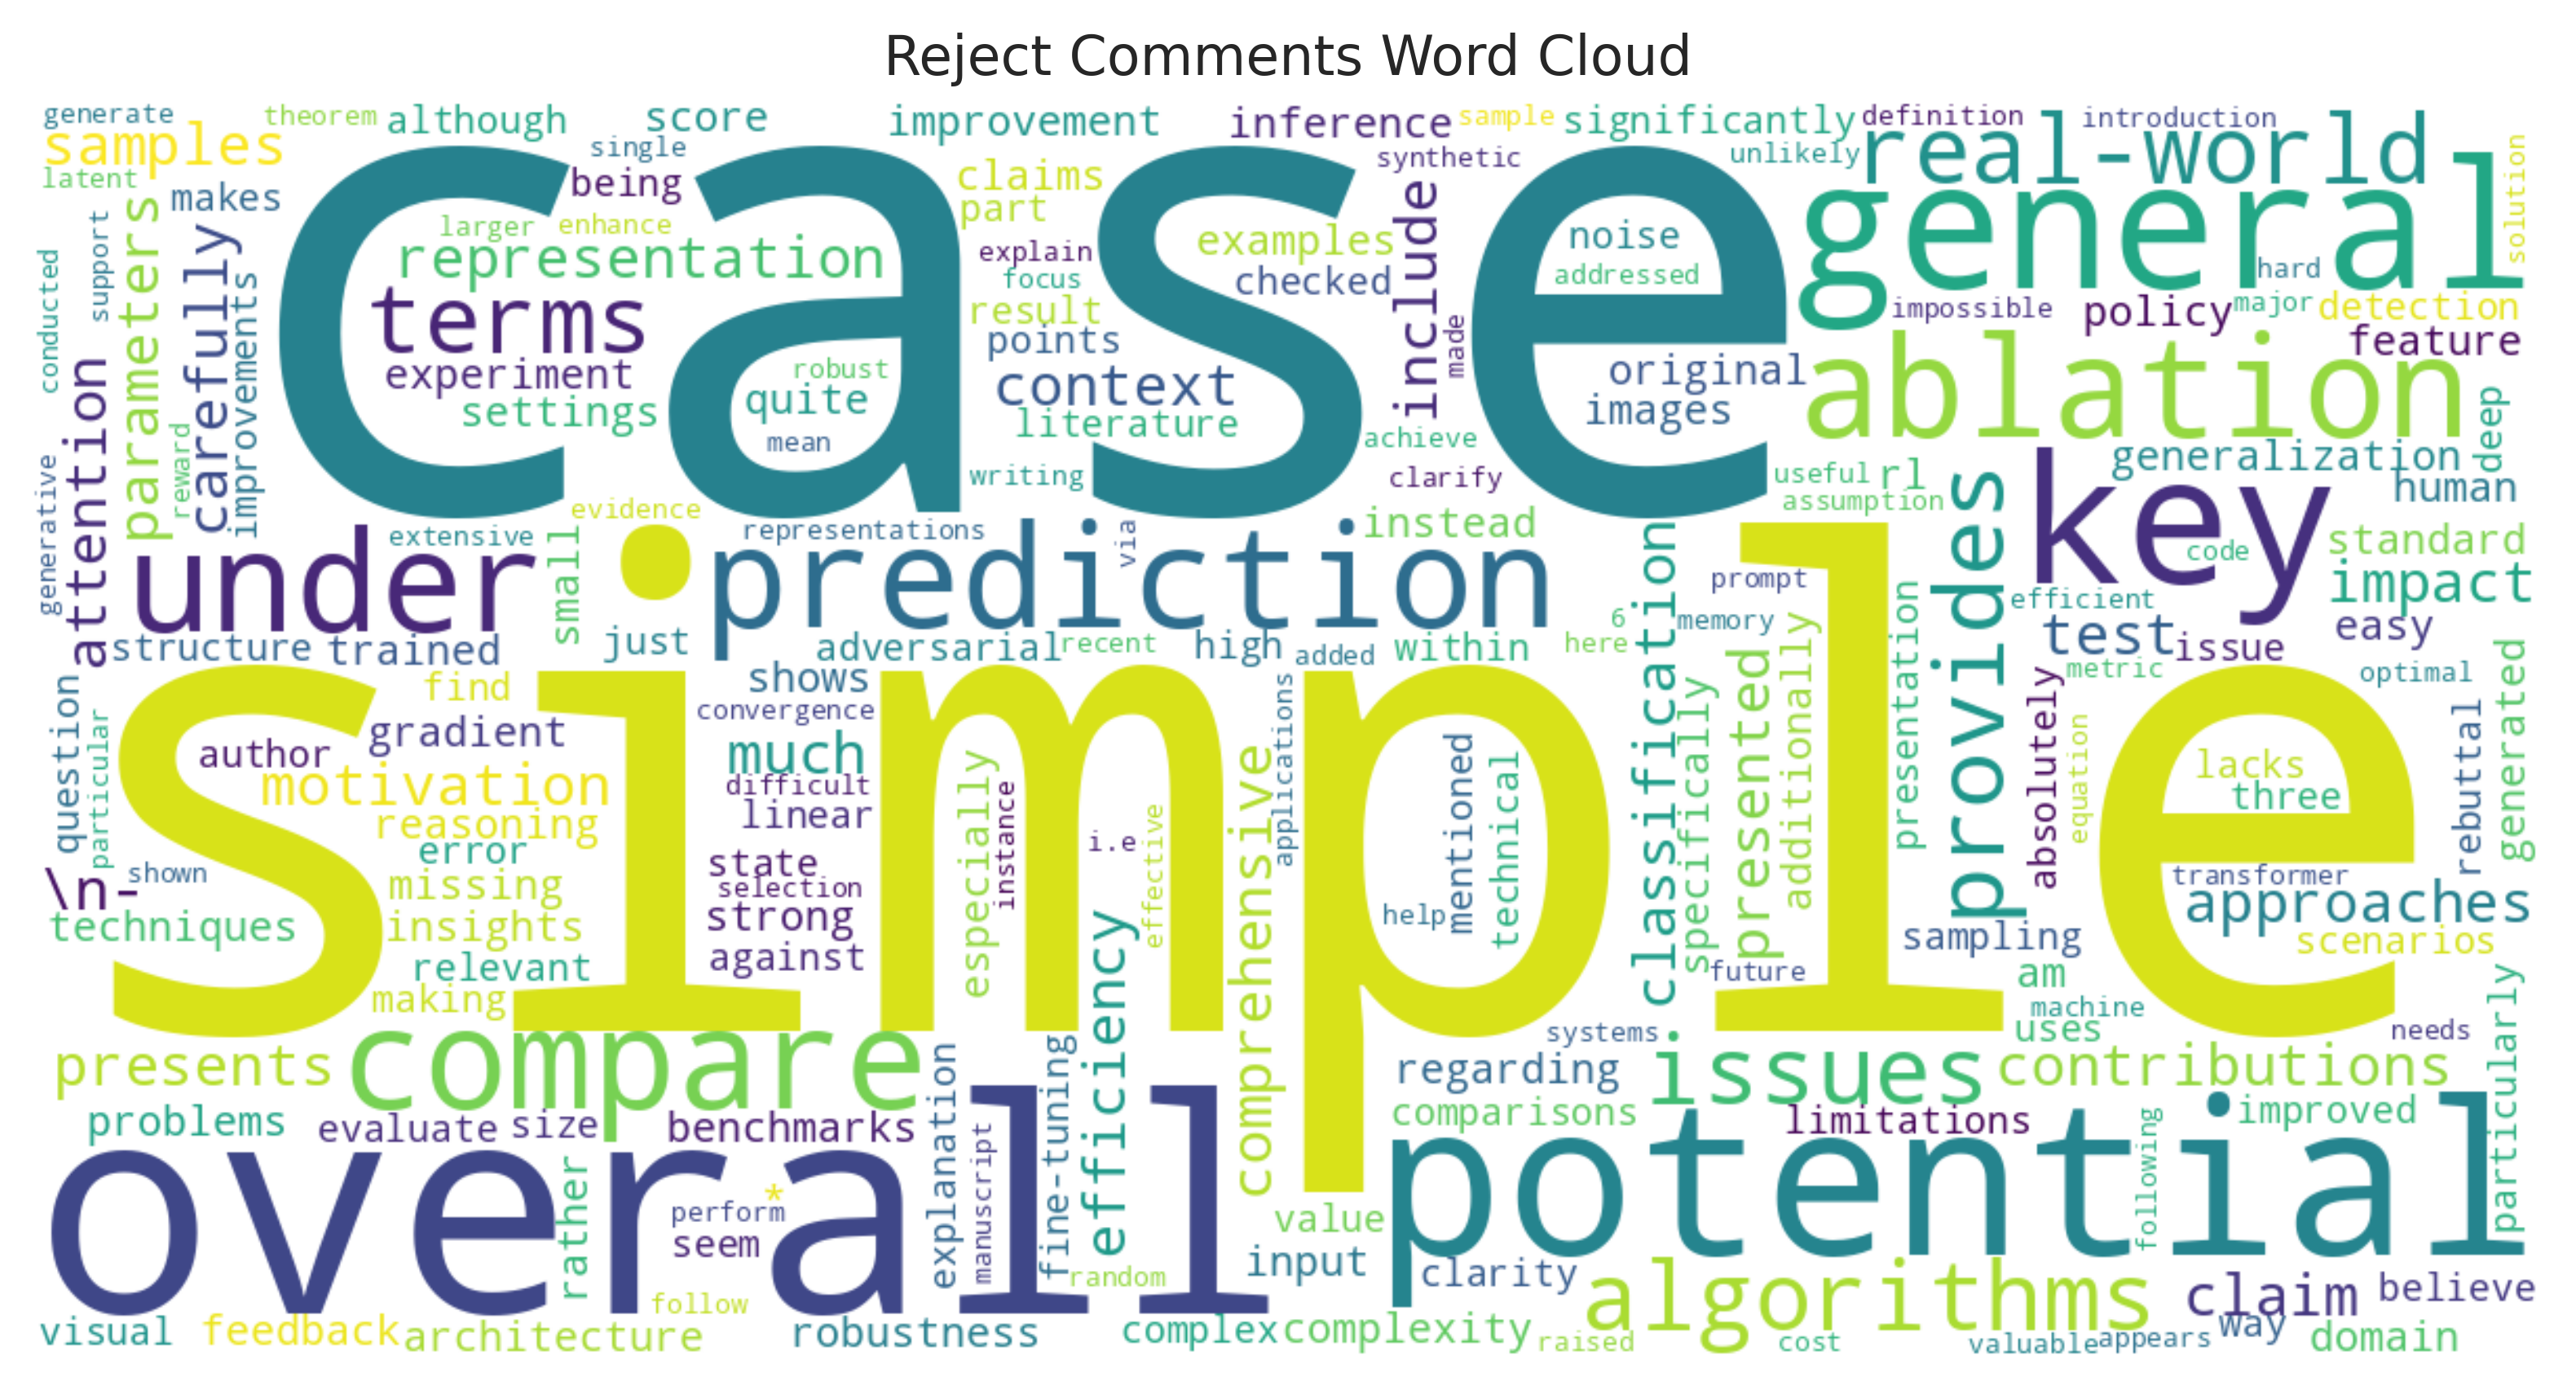 Reject Comments Word Cloud
generate
theorem
although
score
improvement
inference
sample
significantly
definition
introduction
samples
single
synthetic
unlikely
real-world
latent
makes
being
claims
part
include
solution
case
general
larger
enhance
representation
explain
examples
noise
checked
addressed
focus
hard
support
conducted
parameters
carefully
improvements
terms
result
points
made
impossible
policy
major
detection
feature
experiment
robust
quite
settings
mean
context
literature
original
images
ablation
achieve
attention
reward
generative
writing
clarify
useful
rl
assumption
generalization
deep
human
key
evidence
under
extensive
small
representations
via
instead
prediction
classification
provides
code
standard
impact
prompt
efficient
memory
6
here
structure
trained
just
adversarial
recent
high
added
within
test
issue
easy
simple
find
shows
convergence
applications
specifically
presented
additionally
presentation
absolutely
metric
optimal
equation
rebuttal
generated
question
particular
author
gradient
motivation
much
difficult
linear
reasoning
error
especially
instance
i.e
effective
comprehensive
mentioned
technical
lacks
three
\n-
shown
missing
state
selection
strong
help
transformer
approaches
techniques
insights
against
relevant
making
efficiency
future
sampling
scenarios
am
machine
uses
needs
particularly
systems
presents
compare
explanation
fine-tuning
regarding
issues
contributions
problems
evaluate
size
benchmarks
manuscript
comparisons
limitations
following
improved
overall
rather
*
perform
seem
value
potential
input
clarity
random
follow
algorithms
claim
believe
visual
feedback
architecture
robustness
complex
complexity
raised
cost
valuable
appears
way
domain